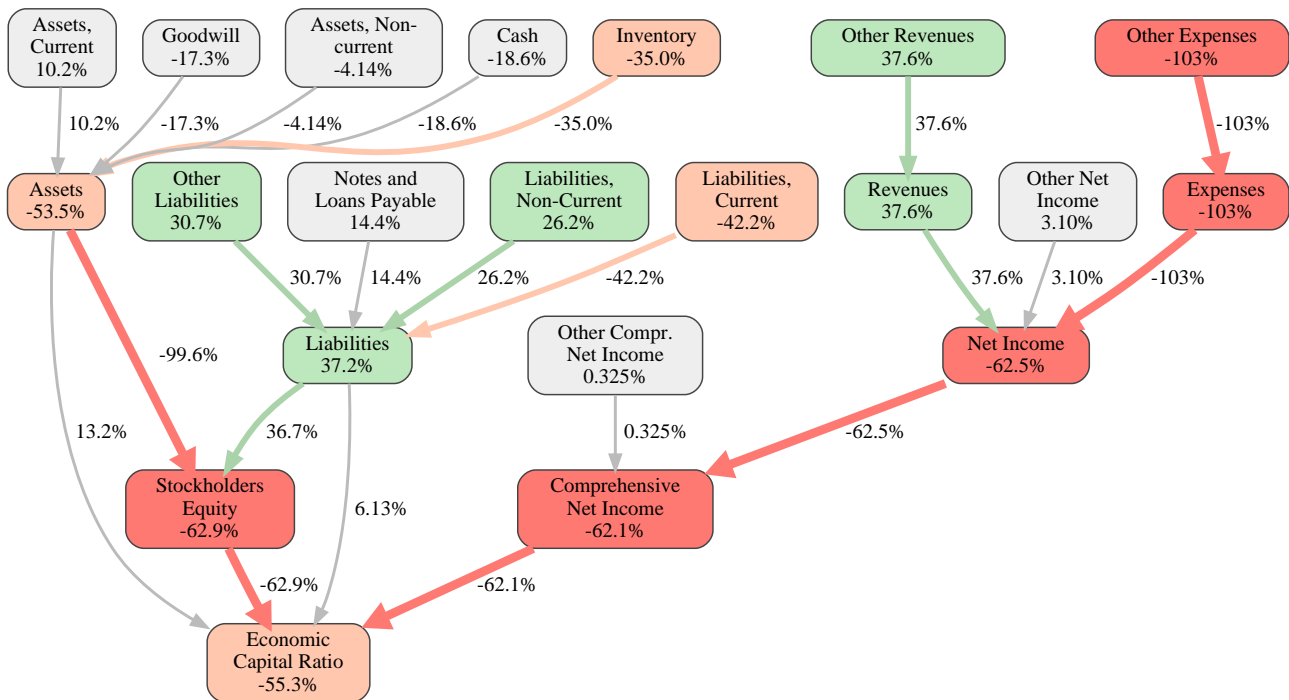 Assets,
Current
10.2%
Goodwill
-17.3%
Assets, Non-
current
-4.14%
Cash
-18.6%
Inventory
-35.0%
Other Revenues
37.6%
Other Expenses
-103%
10.2%
-17.3%
-4.14%
-18.6%
-35.0%
37.6%
-103%
Assets
-53.5%
Other
Liabilities
30.7%
Notes and
Loans Payable
14.4%
Liabilities,
Non-Current
26.2%
Liabilities,
Current
-42.2%
Revenues
37.6%
Other Net
Income
3.10%
Expenses
-103%
30.7%
14.4%
26.2%
-42.2%
37.6%
3.10%
-103%
-99.6%
Liabilities
37.2%
Other Compr.
Net Income
0.325%
Net Income
-62.5%
13.2%
36.7%
0.325%
-62.5%
Stockholders
Equity
-62.9%
6.13%
Comprehensive
Net Income
-62.1%
-62.9%
-62.1%
Economic
Capital Ratio
-55.3%